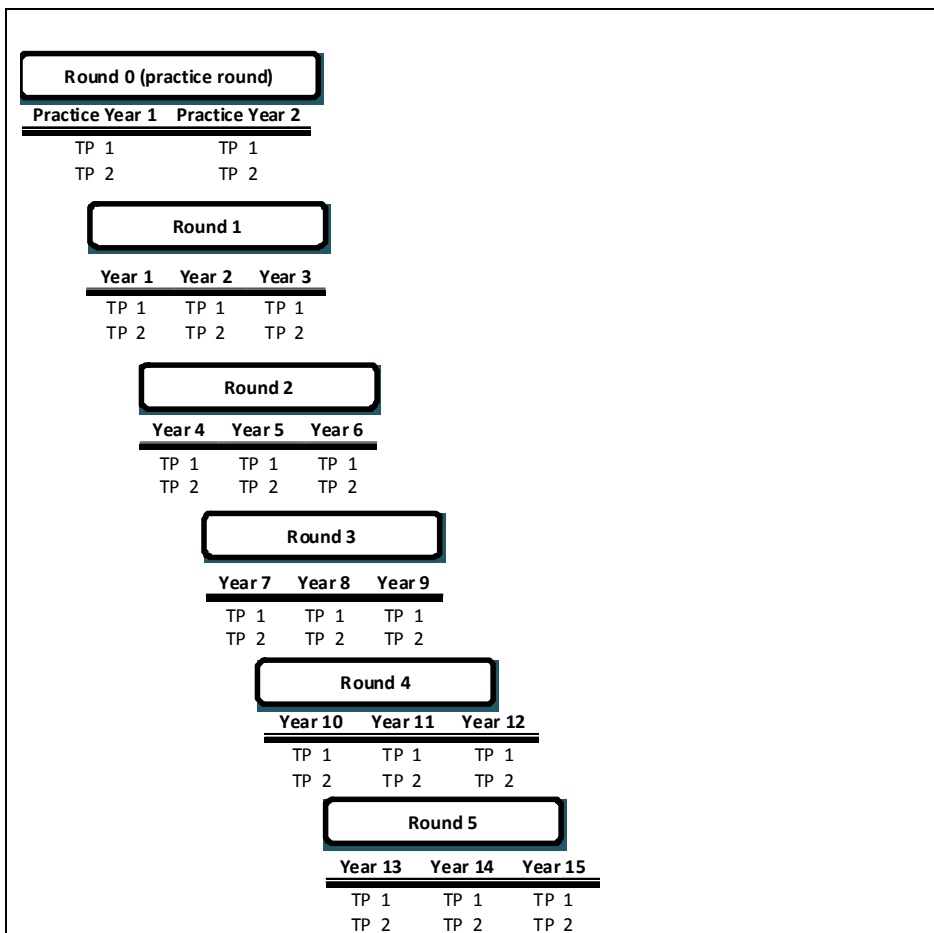 Round 0 (practice round)
Practice Year 1 Practice Year 2
TP 1 TP 1
TP 2 TP 2
Round 1
Year 1 Year 2 Year 3
TP 1 TP 1 TP 1
TP 2 TP 2 TP 2
Round 2
Year 4 Year 5 Year 6
TP 1 TP 1 TP 1
TP 2 TP 2 TP 2
Round 3
Year 7 Year 8 Year 9
TP 1 TP 1 TP 1
TP 2 TP 2 TP 2
Round 4
Year 10 Year 11 Year 12
TP 1 TP 1 TP 1
TP 2 TP 2 TP 2
Round 5
Year 13 Year 14 Year 15
TP 1 TP 1 TP 1
TP 2 TP 2 TP 2